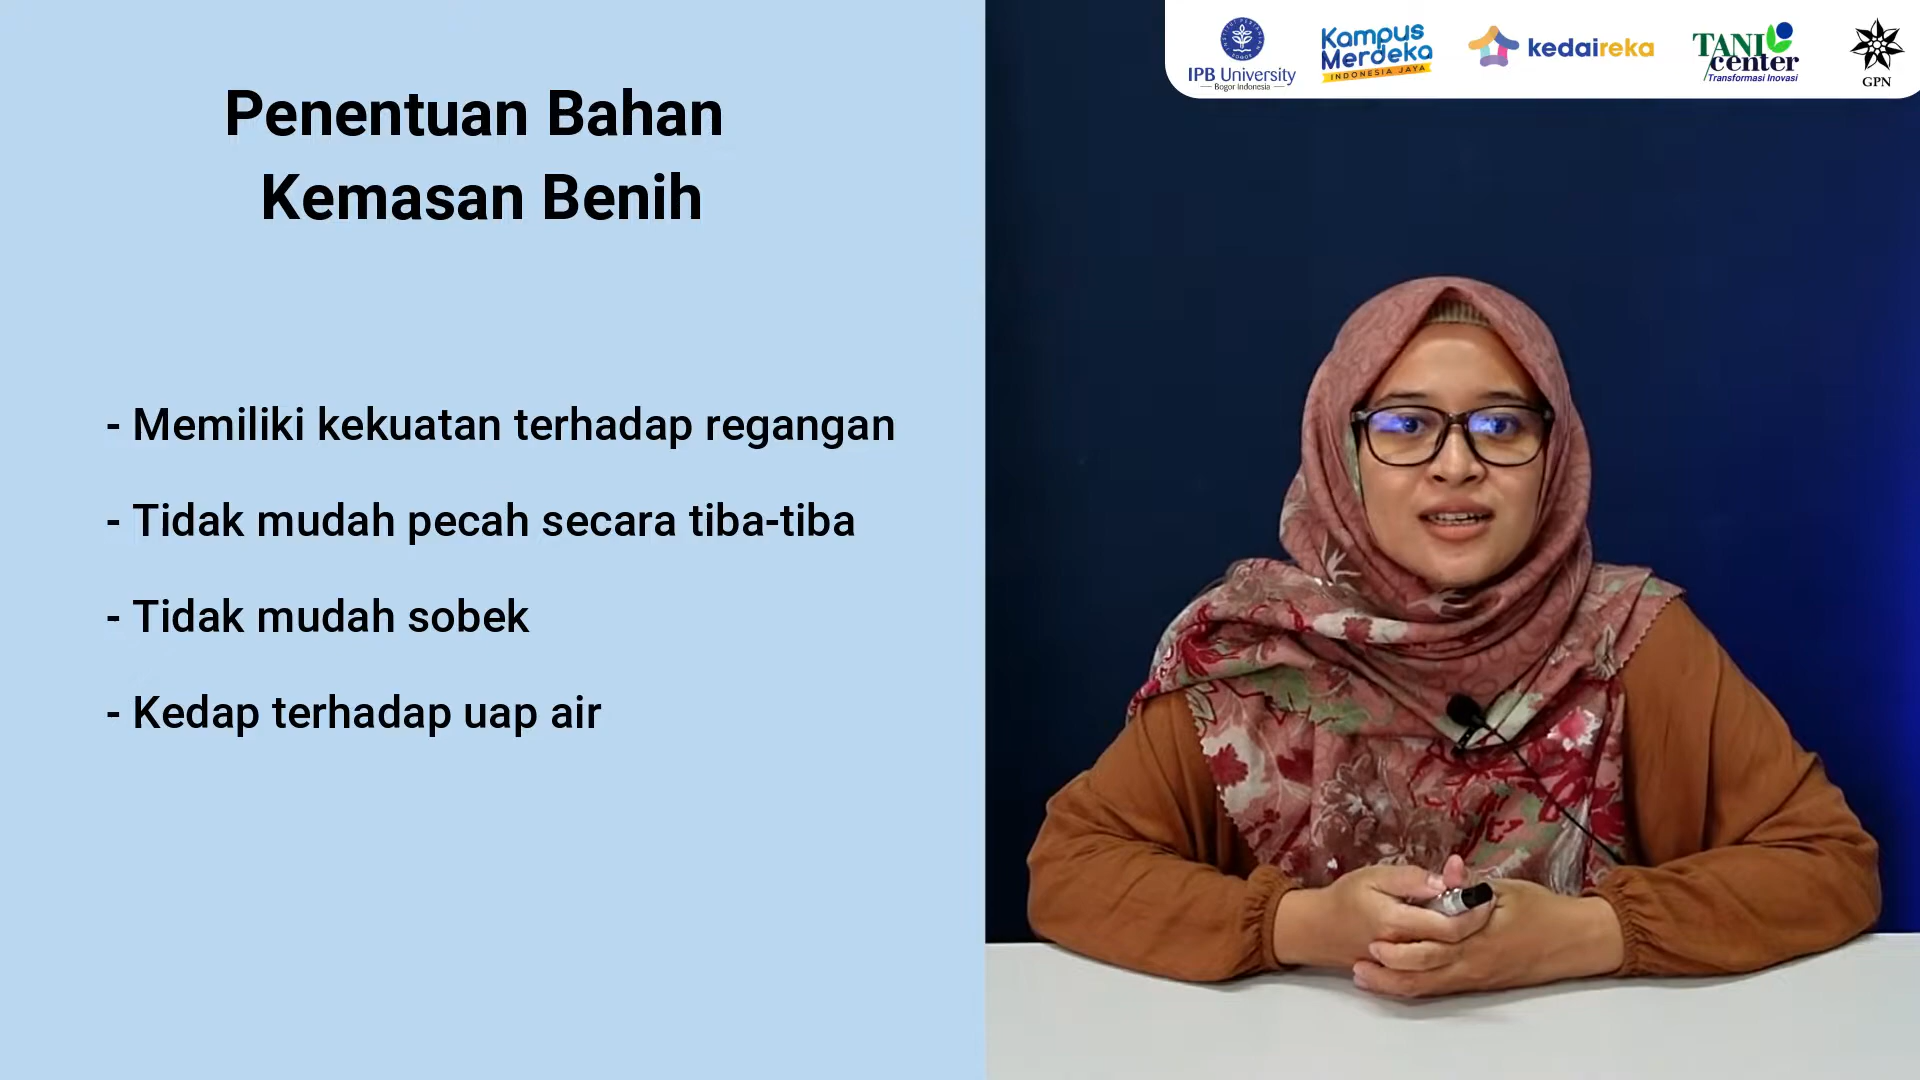 Penentuan Bahan
Kemasan Benih
- Memiliki kekuatan terhadap regangan
- Tidak mudah pecah secara tiba-tiba
- Tidak mudah sobek
- Kedap terhadap uap air
IPB University
Bogor Indonesia
Kampus
Merdeka
INDONESIA JAYA
kedaireka
TANI
center
Transformasi Inovasi
GPN